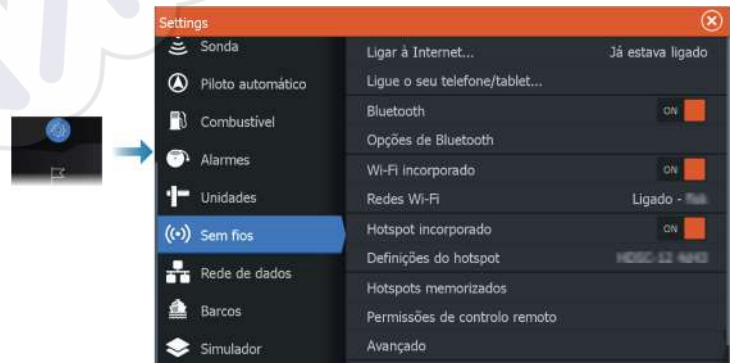 Settings
Sonda
Piloto automático
Combustível
Alarmes
Unidades
Sem fios
Rede de dados
Barcos
Simulador
Ligar à Internet... Já estava ligado
Ligue o seu telefone/tablet...
Bluetooth ON
Opções de Bluetooth
Wi-Fi incorporado ON
Redes Wi-Fi Ligado -
Hotspot incorporado ON
Definições do hotspot
Hotspots memorizados
Permissões de controlo remoto
Avançado